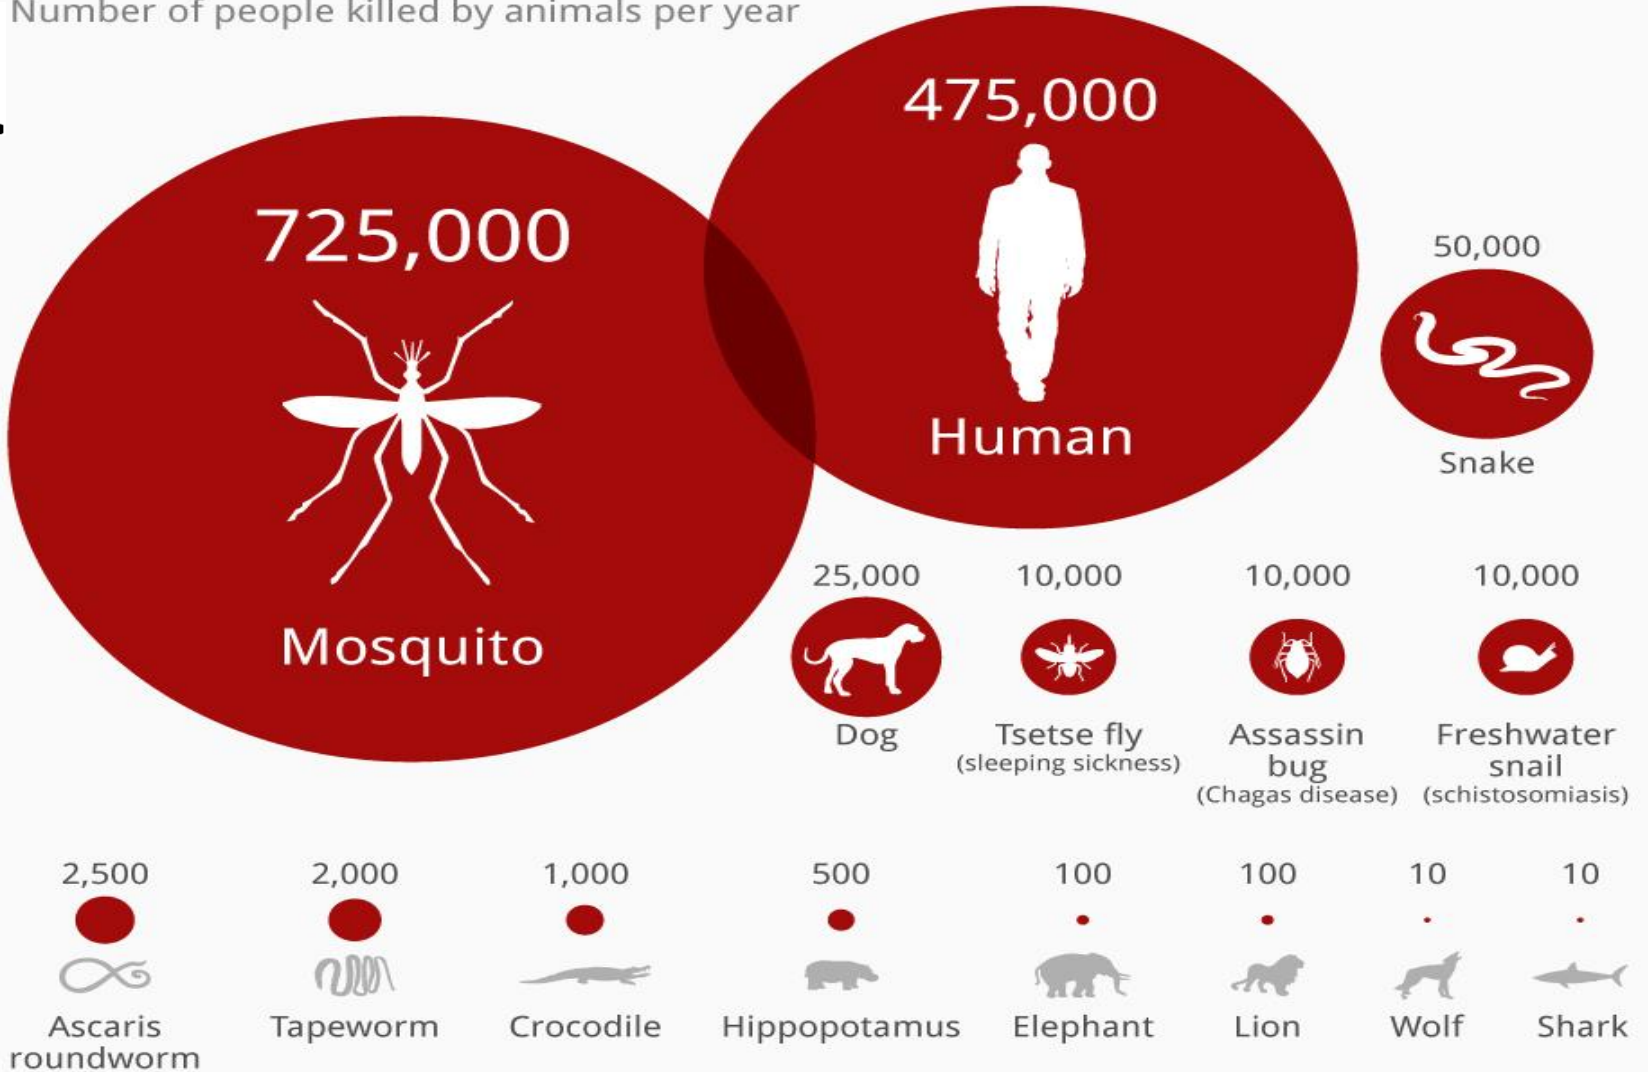 Number of people killed by animals per year
725,000
Mosquito
475,000
Human
50,000
Snake
25,000
Dog
10,000
Tsetse fly
(sleeping sickness)
10,000
Assassin
bug
(Chagas disease)
10,000
Freshwater
snail
(schistosomiasis)
2,500
Ascaris
roundworm
2,000
Tapeworm
1,000
Crocodile
500
Hippopotamus
100
Elephant
100
Lion
10
Wolf
10
Shark